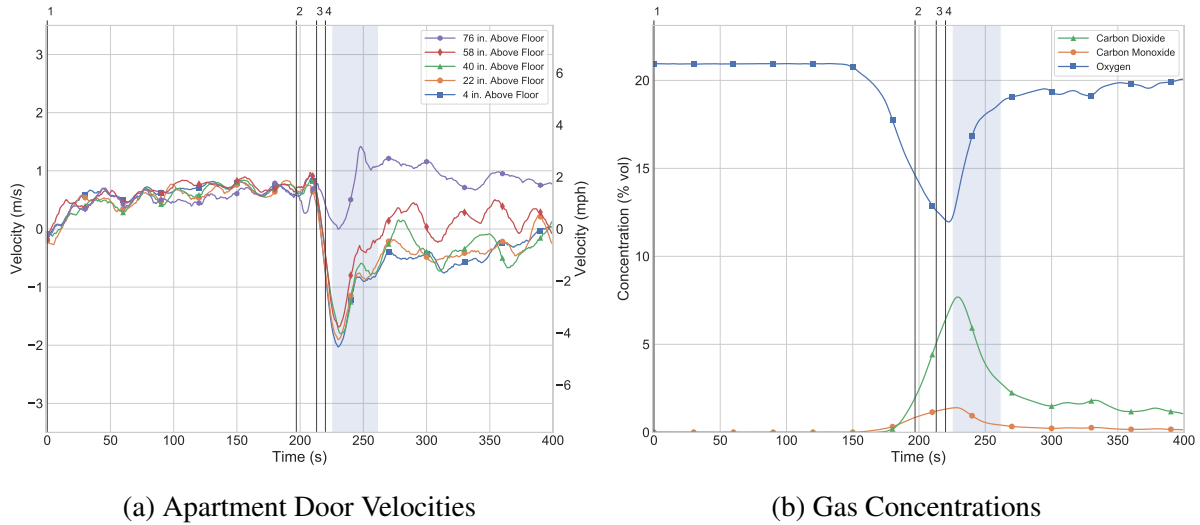 1 2 3 4
76 in. Above Floor
58 in. Above Floor
40 in. Above Floor
22 in. Above Floor
4 in. Above Floor
3
2
1
0
−1
−2
−3
Velocity (m/s)
6
4
2
0
−2
−4
−6
Velocity (mph)
0 50 100 150 200 250 300 350 400
Time (s)
(a) Apartment Door Velocities
1 2 3 4
Carbon Dioxide
Carbon Monoxide
Oxygen
20
15
10
5
0
Concentration (% vol)
0 50 100 150 200 250 300 350 400
Time (s)
(b) Gas Concentrations